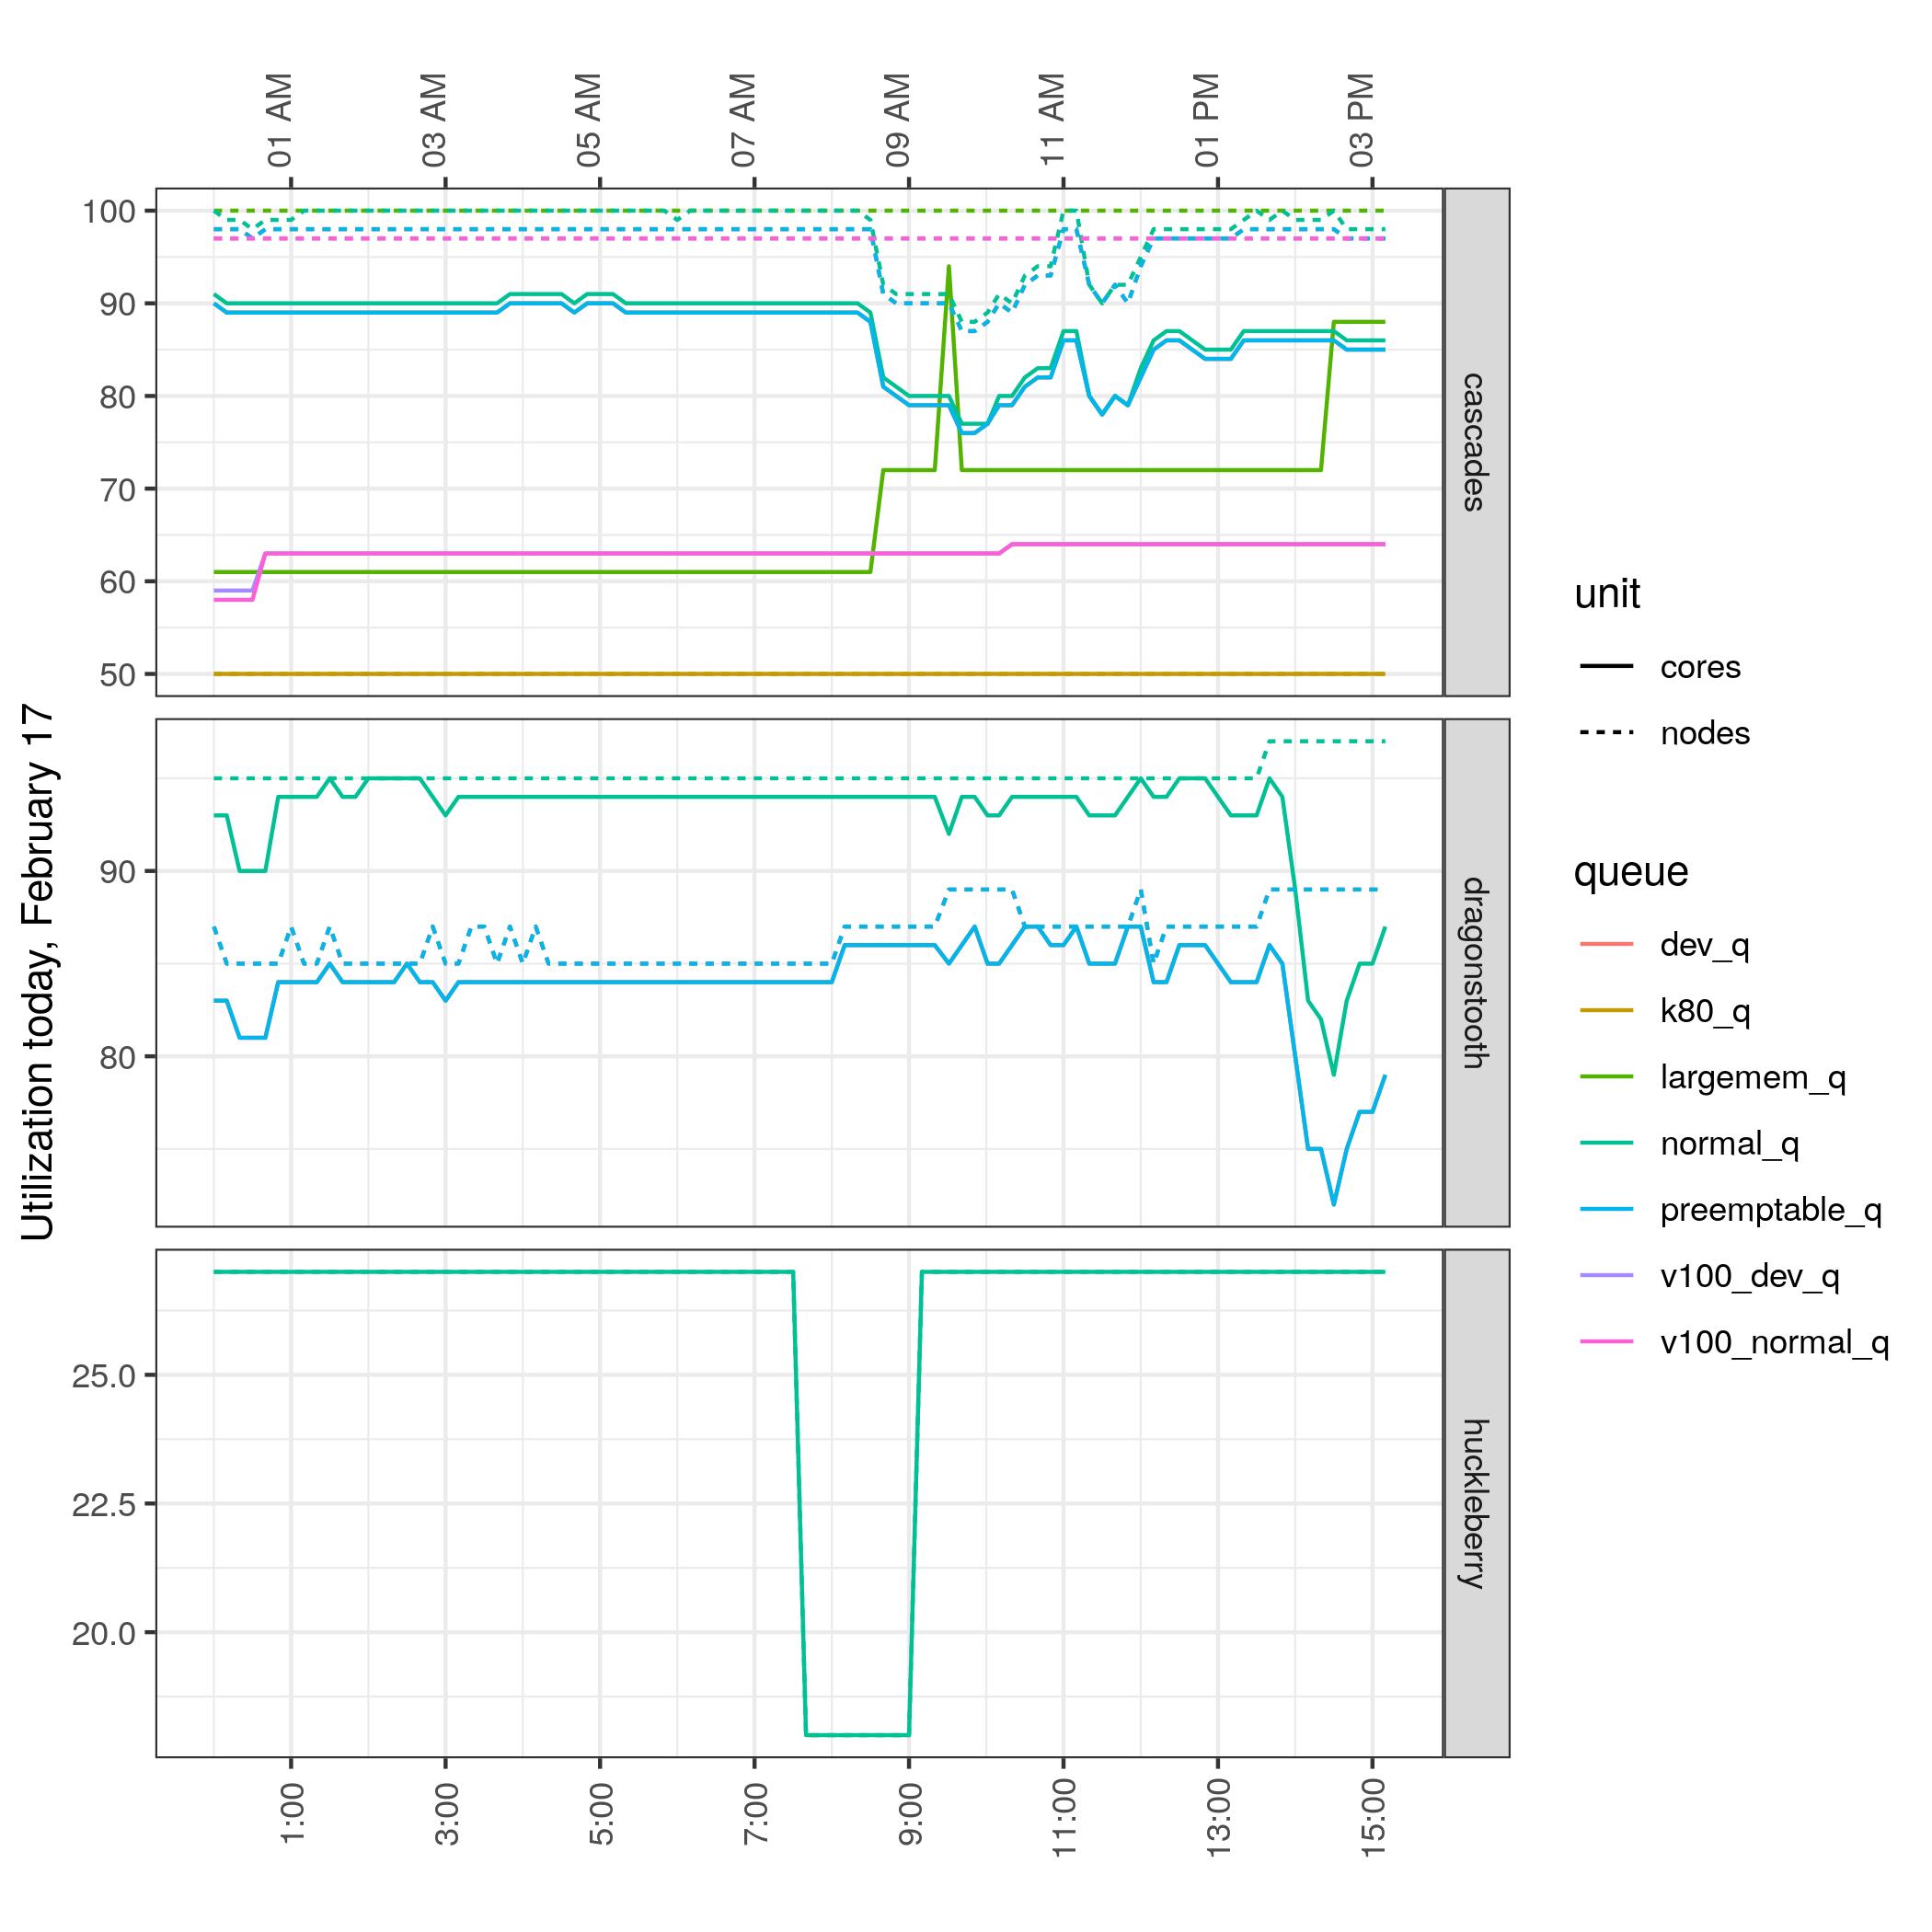 01 AM
03 AM
05 AM
07 AM
09 AM
11 AM
01 PM
03 PM
Utilization today, February 17
100
90
80
70
60
50
cascades
90
80
dragonstooth
25.0
22.5
20.0
huckleberry
1:00
3:00
5:00
7:00
9:00
11:00
13:00
15:00
unit
cores
nodes
queue
dev_q
k80_q
largemem_q
normal_q
preemptable_q
v100_dev_q
v100_normal_q